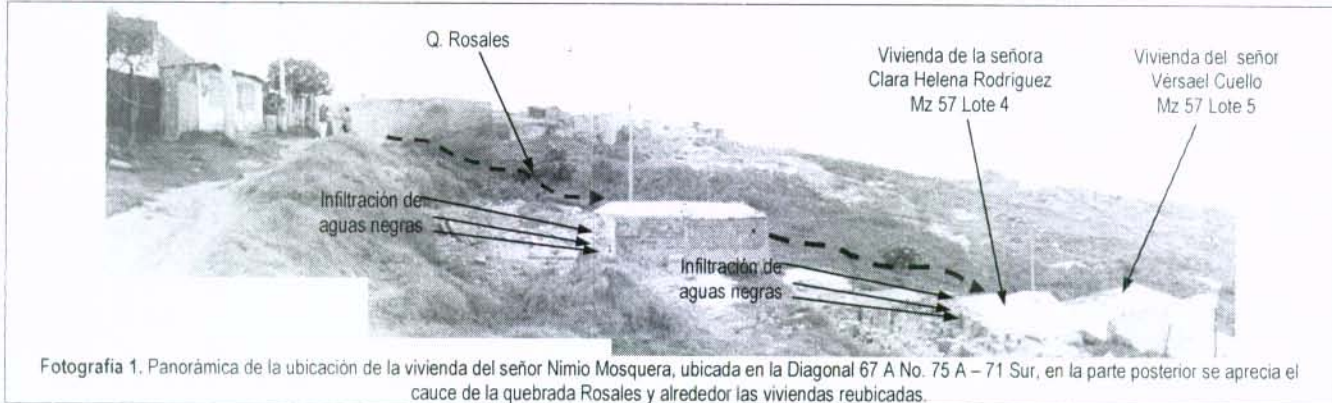 Q. Rosales
Vivienda de la señora
Clara Helena Rodriguez
Mz 57 Lote 4
Vivienda del señor
Vérsael Cuello
Mz 57 Lote 5
Infiltración de
aguas negras
Infiltración de
aguas negras
Fotografía 1. Panorámica de la ubicación de la vivienda del señor Nimio Mosquera, ubicada en la Diagonal 67 A No. 75 A – 71 Sur, en la parte posterior se aprecia el
cauce de la quebrada Rosales y alrededor las viviendas reubicadas.